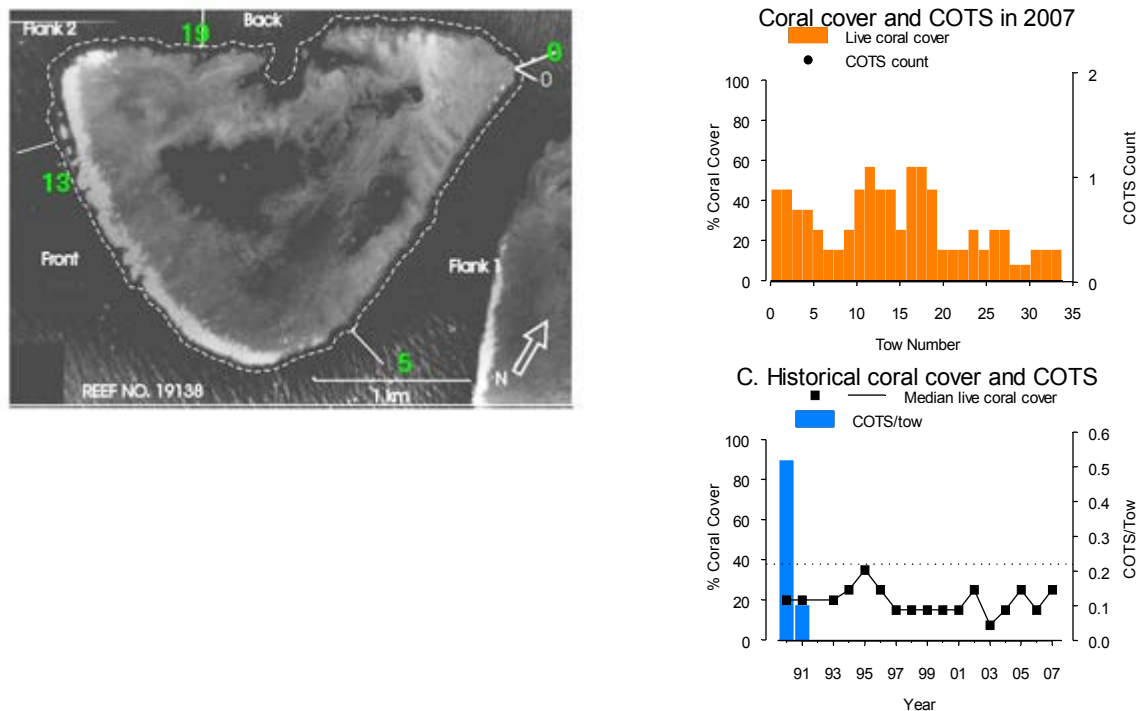 Flank 2
19
Back
0
0
13
Front
Flank 1
5
N
REEF NO. 19138
1 km
Coral cover and COTS in 2007
Live coral cover
COTS count
100
80
60
40
20
0
% Coral Cover
2
1
0
COTS Count
0 5 10 15 20 25 30 35
Tow Number
C. Historical coral cover and COTS
Median live coral cover
COTS/tow
100
80
60
40
20
0
% Coral Cover
0.6
0.5
0.4
0.3
0.2
0.1
0.0
COTS/Tow
91 93 95 97 99 01 03 05 07
Year